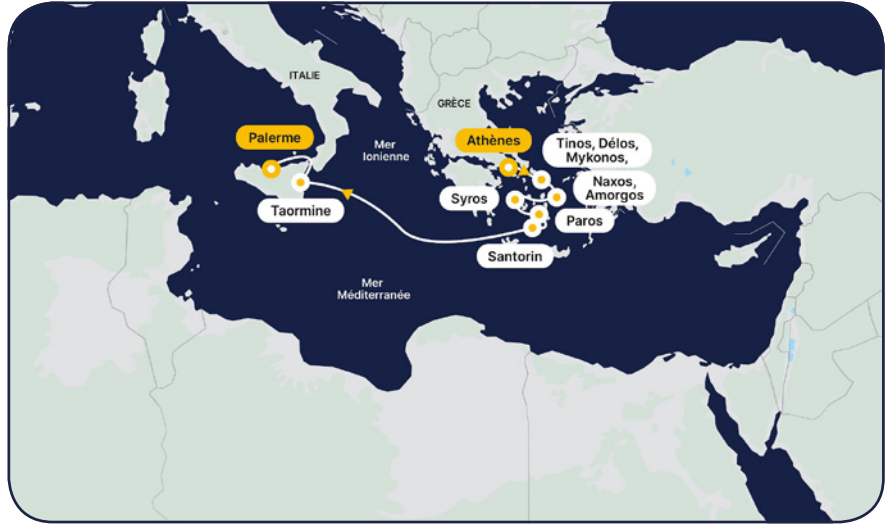 ITALIE
GRÈCE
Palerme
Mer
Ionienne
Athènes
Tinos, Délos,
Mykonos,
Naxos,
Amorgos
Syros
Taormine
Paros
Santorin
Mer
Méditerranée